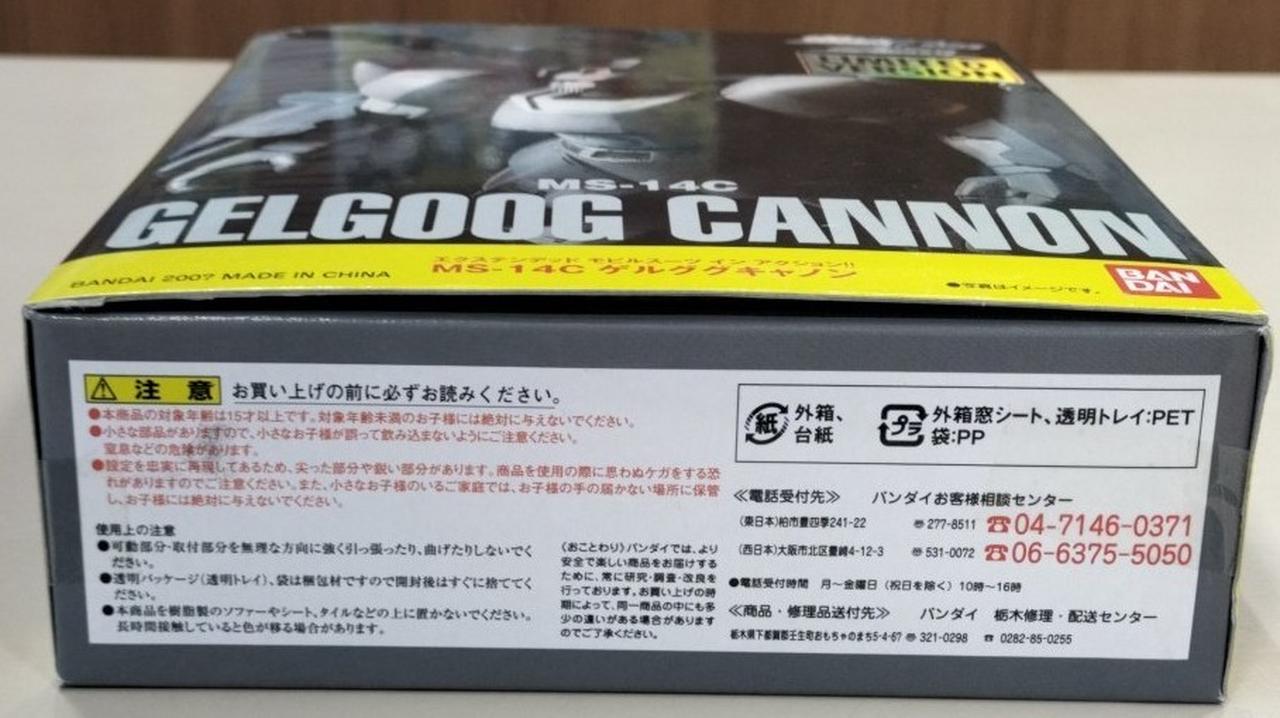 LIMITED
VERSION
MS-14C
GELGOOG CANNON
エクステンデッド モビルスーツ イン アクション!!
BANDAI 2007 MADE IN CHINA
MS-14C ゲルググキャノン
●写真はイメージです。
BAN
DAI
注意 お買い上げの前に必ずお読みください。
●本商品の対象年齢は15才以上です。対象年齢未満のお子様には絶対に与えないでください。
●小さな部品がありますので、小さなお子様が誤って飲み込まないようにご注意ください。
窒息などの危険があります。
●設定を忠実に再現してあるため、尖った部分や鋭い部分があります。商品を使用の際に思わぬケガをする恐
れがありますのでご注意ください。また、小さなお子様のいるご家庭では、お子様の手の届かない場所に保管
し、お子様には絶対に与えないでください。
使用上の注意
●可動部分・取付部分を無理な方向に強く引っ張ったり、曲げたりしないでく
ださい。
●透明パッケージ(透明トレイ)、袋は梱包材ですので開封後はすぐに捨ててく
ださい。
●本商品を樹脂製のソファーやシート、タイルなどの上に置かないでください。
長時間接触していると色が移る場合があります。
(おことわり)バンダイでは、より
安全で楽しい商品をお届けする
ために、常に研究・調査・改良を
行っております。お買い上げの時
期によって、同一商品の中にも多
少の違いがある場合があります
のでご了承ください。
紙 外箱、
台紙
プラ 外箱窓シート、透明トレイ:PET
袋:PP
≪電話受付先≫ バンダイお客様相談センター
(東日本)柏市豊四季241-22 〠277-8511 ☎04-7146-0371
(西日本)大阪市北区豊崎4-12-3 〠531-0072 ☎06-6375-5050
●電話受付時間 月〜金曜日(祝日を除く)10時〜16時
≪商品・修理品送付先≫ バンダイ 栃木修理・配送センター
栃木県下都賀郡壬生町おもちゃのまち5-4-67 〠321-0298 ☎ 0282-85-0255